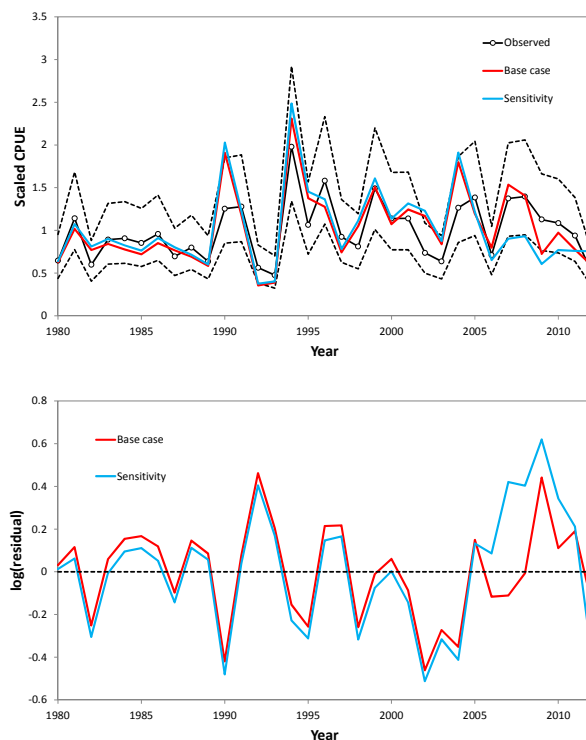 3.5
3
2.5
2
1.5
1
0.5
0
Scaled CPUE
Observed
Base case
Sensitivity
1980 1985 1990 1995 2000 2005 2010
Year
0.8
0.6
0.4
0.2
0
-0.2
-0.4
-0.6
log(residual)
Base case
Sensitivity
1980 1985 1990 1995 2000 2005 2010
Year